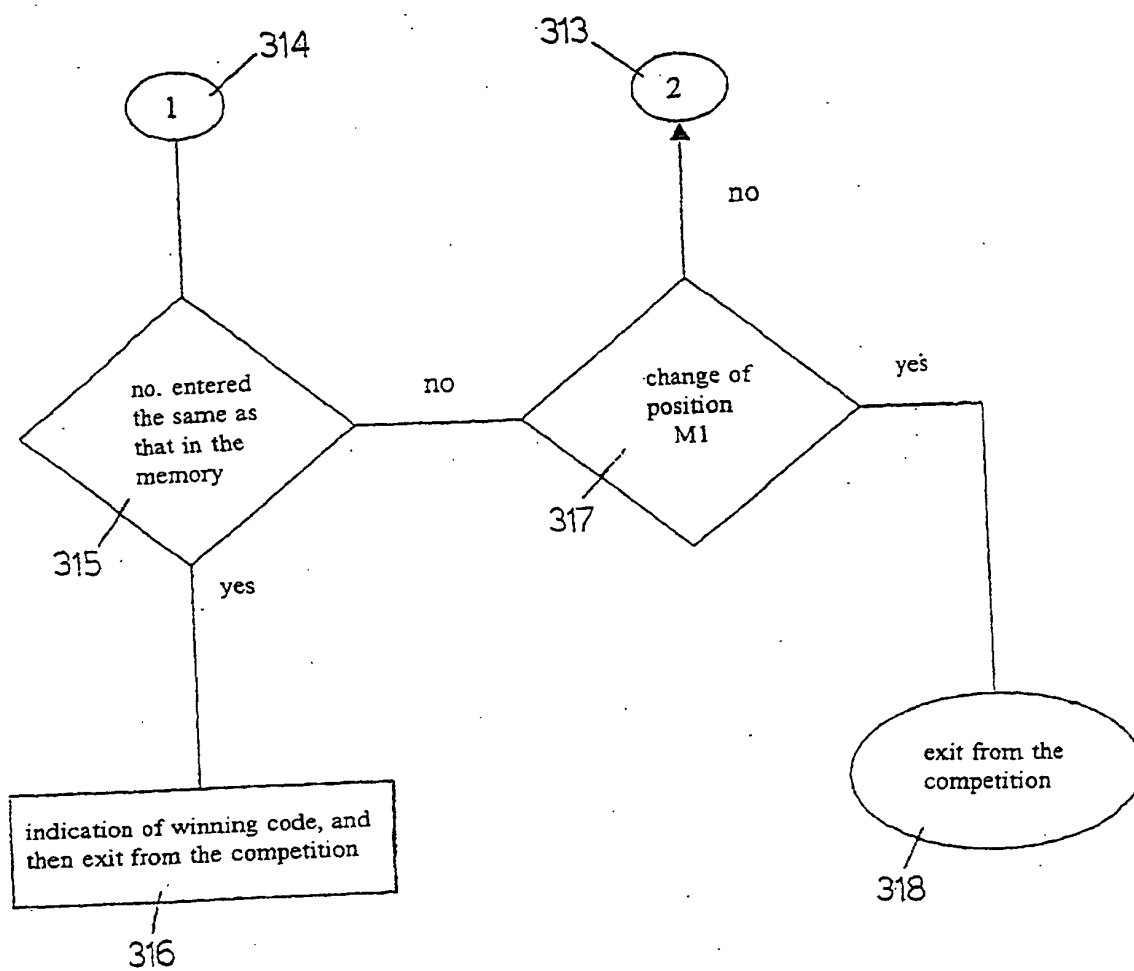 314
1
313
2
no
no. entered
the same as
that in the
memory
315
no
change of
position
M1
317
yes
yes
indication of winning code, and
then exit from the competition
316
exit from the
competition
318